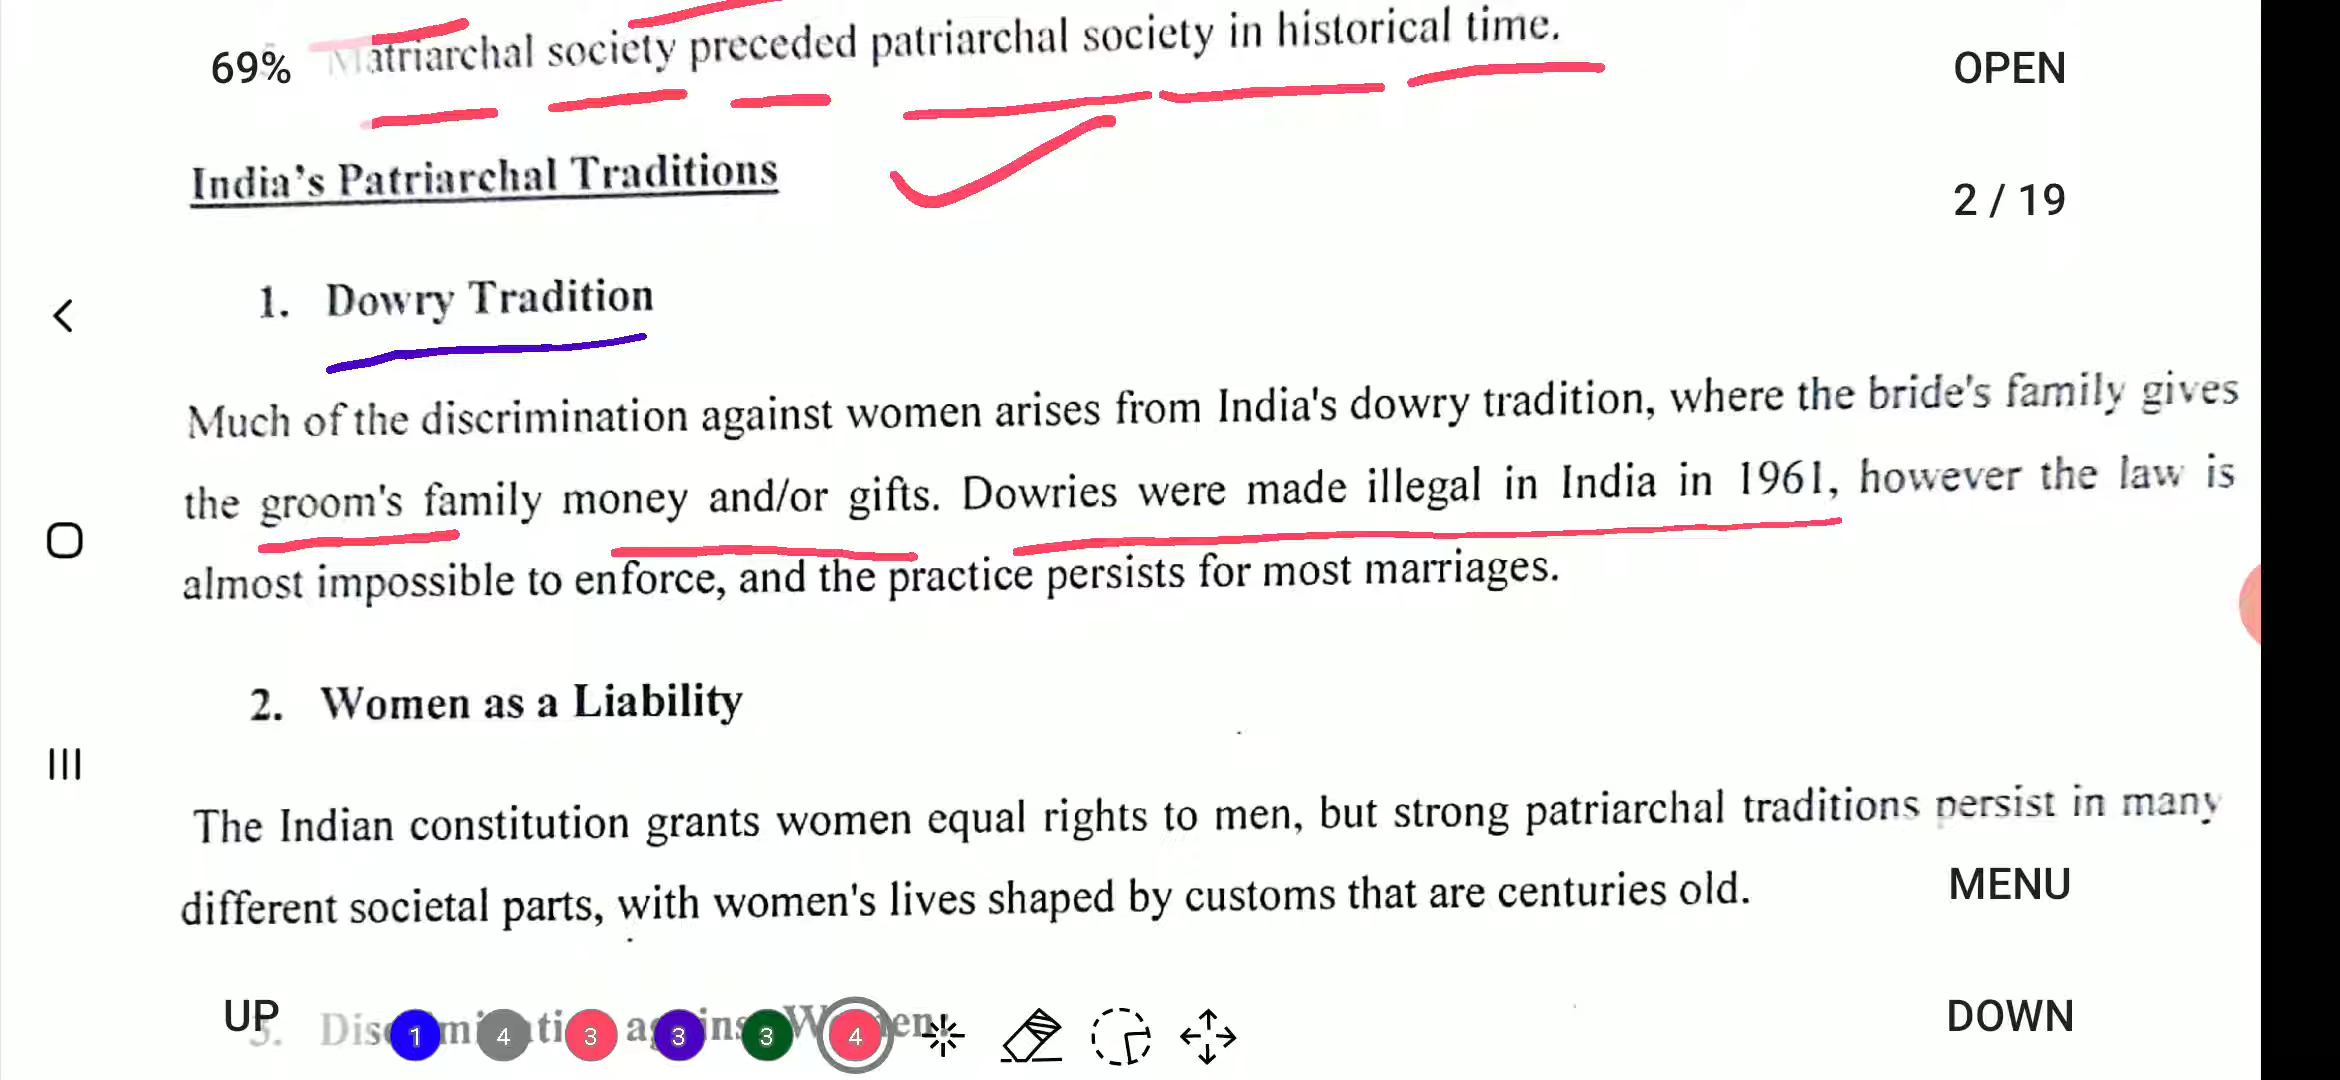 Matriarchal society preceded patriarchal society in historical time.
69%
OPEN
India's Patriarchal Traditions
2 / 19
1. Dowry Tradition
Much of the discrimination against women arises from India's dowry tradition, where the bride's family gives
the groom's family money and/or gifts. Dowries were made illegal in India in 1961, however the law is
almost impossible to enforce, and the practice persists for most marriages.
2. Women as a Liability
The Indian constitution grants women equal rights to men, but strong patriarchal traditions persist in many
different societal parts, with women's lives shaped by customs that are centuries old.
MENU
UP
DOWN
1 4 3 3 3 4